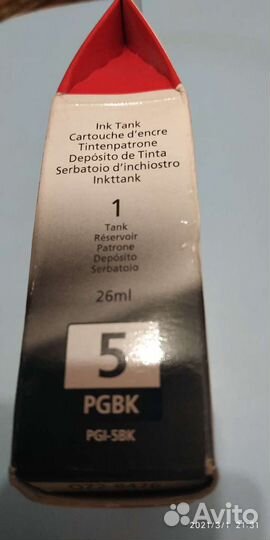 Ink Tank
Cartouche d'encre
Tintenpatrone
Depósito de Tinta
Serbatoio d'inchiostro
Inkttank
1
Tank
Réservoir
Patrone
Depósito
Serbatoio
26ml
5
PGBK
PGI-5BK
Avito
2021/3/1 21:31